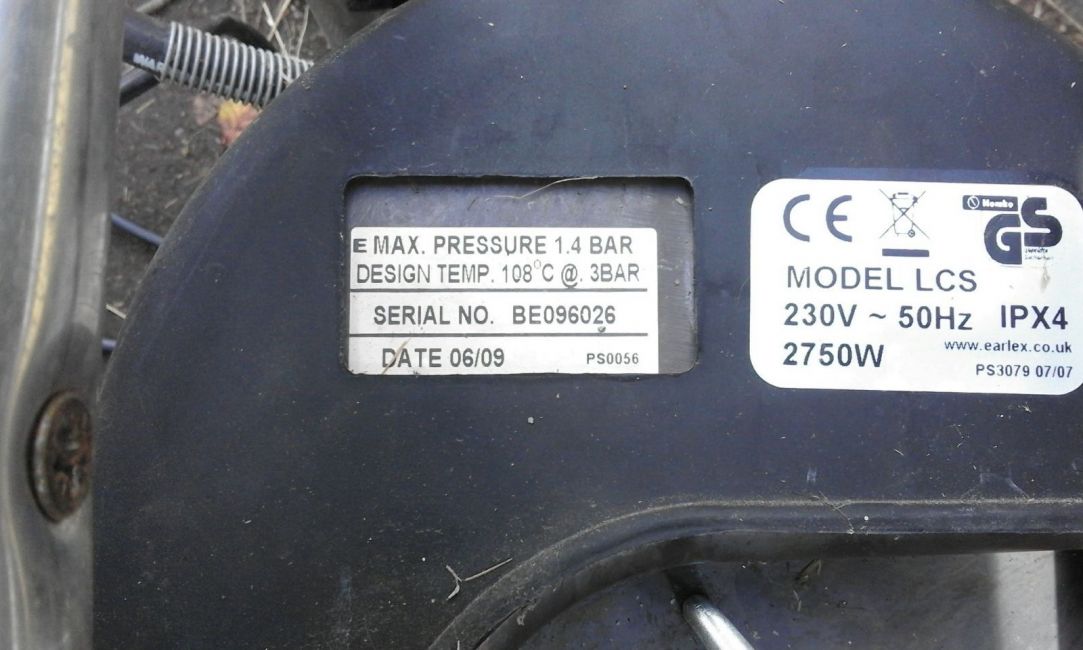 E MAX. PRESSURE 1.4 BAR
DESIGN TEMP. 108°C @. 3BAR
SERIAL NO. BE096026
DATE 06/09 PS0056
CE
GS
MODEL LCS
230V ~ 50Hz IPX4
2750W www.earlex.co.uk
PS3079 07/07